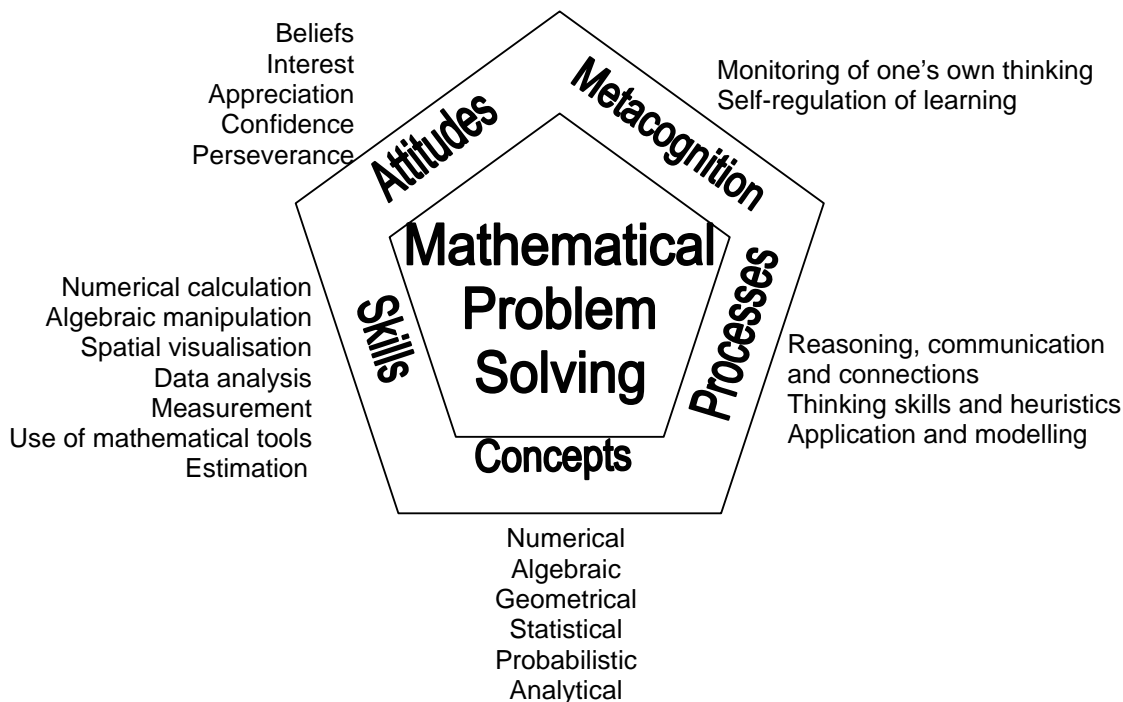 Beliefs
Interest
Appreciation
Confidence
Perseverance
Attitudes
Metacognition
Monitoring of one's own thinking
Self-regulation of learning
Mathematical
Problem
Solving
Numerical calculation
Algebraic manipulation
Spatial visualisation
Data analysis
Measurement
Use of mathematical tools
Estimation
Skills
Processes
Reasoning, communication
and connections
Thinking skills and heuristics
Application and modelling
Concepts
Numerical
Algebraic
Geometrical
Statistical
Probabilistic
Analytical